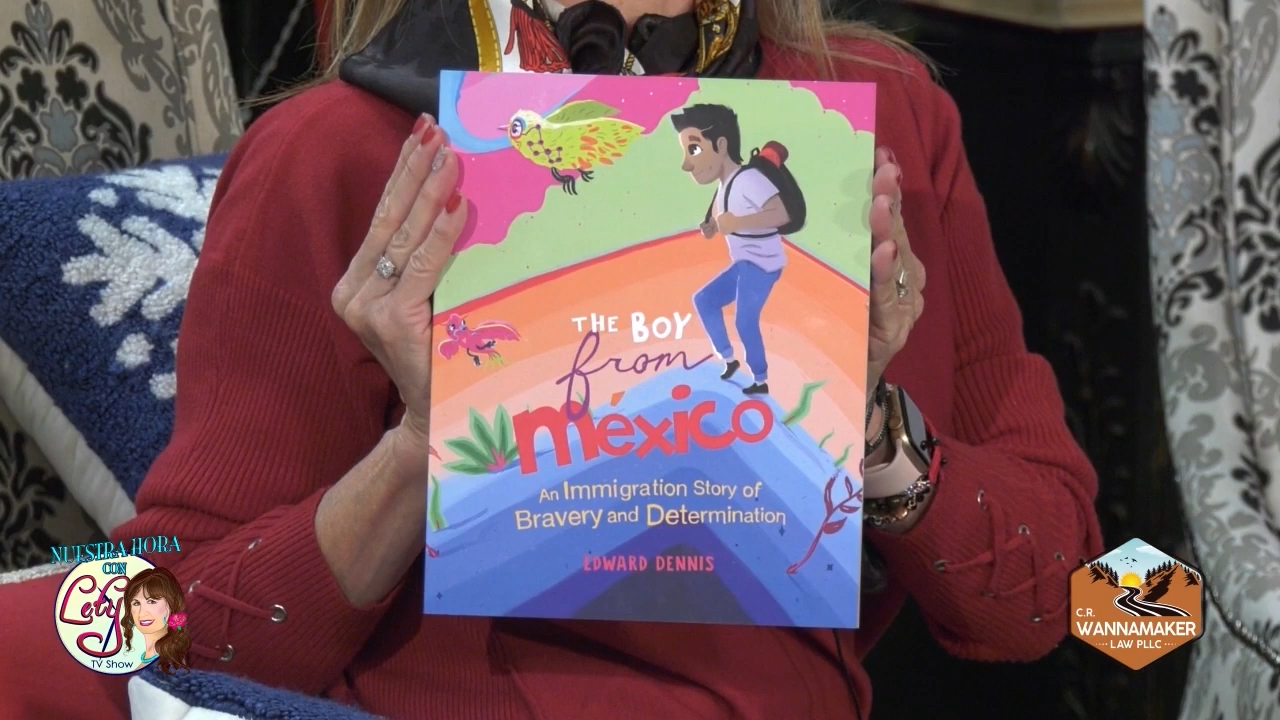 THE BOY
from
méxico
An Immigration Story of
Bravery and Determination
EDWARD DENNIS
NUESTRA HORA
CON
Lety
TV Show
C.R.
WANNAMAKER
LAW PLLC